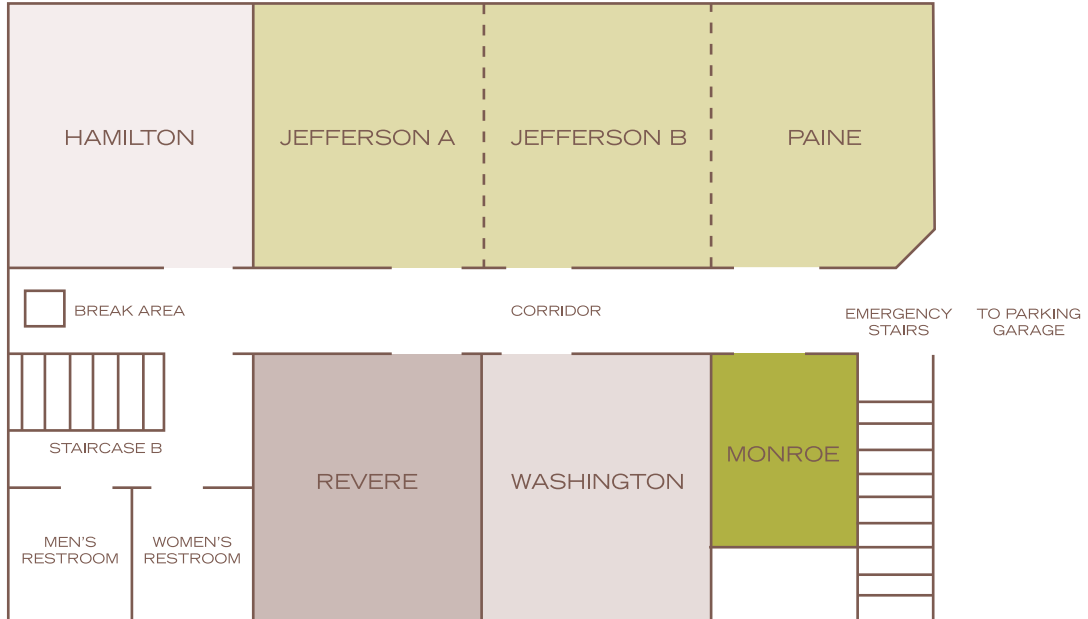 HAMILTON
JEFFERSON A
JEFFERSON B
PAINE
BREAK AREA
CORRIDOR
EMERGENCY
STAIRS
TO PARKING
GARAGE
STAIRCASE B
REVERE
WASHINGTON
MONROE
MEN'S
RESTROOM
WOMEN'S
RESTROOM